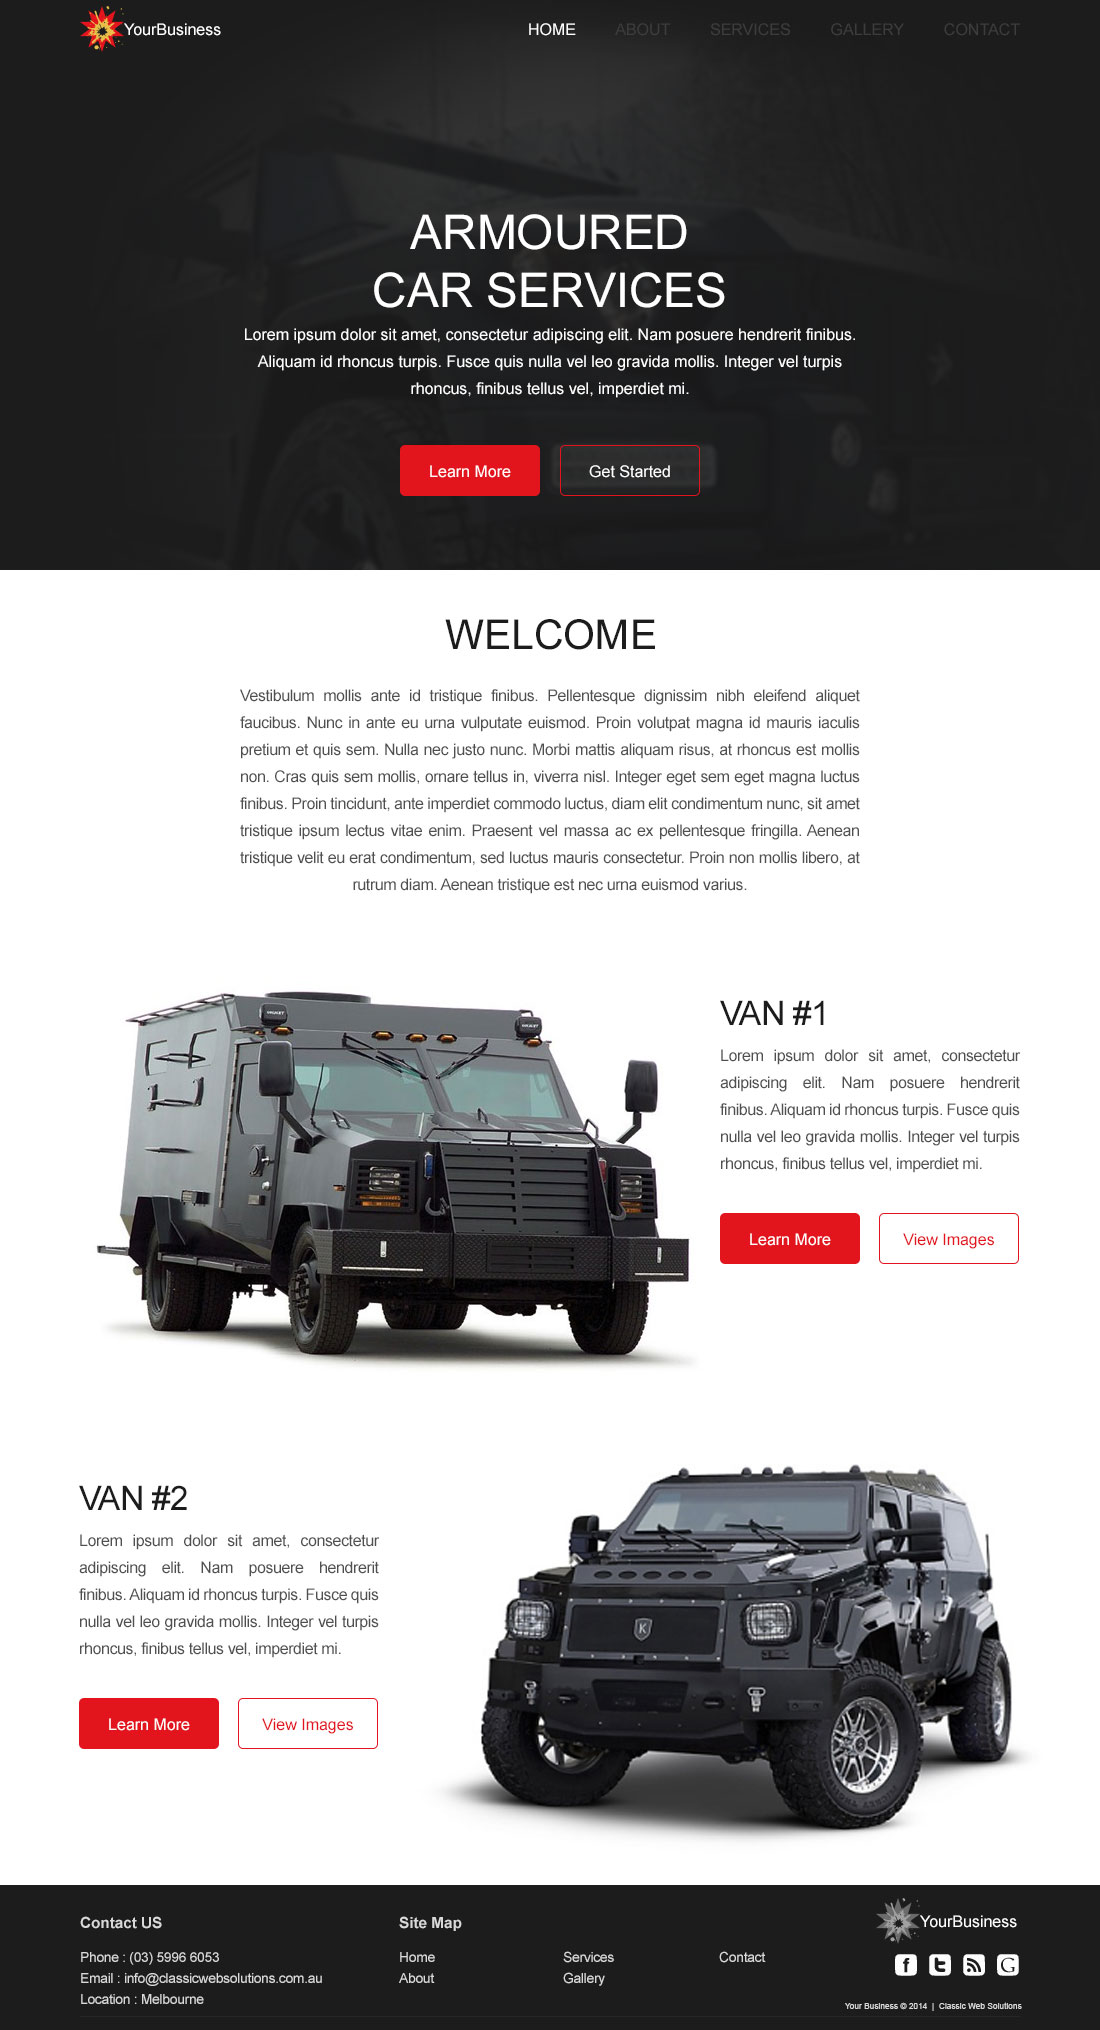 YourBusiness
HOME ABOUT SERVICES GALLERY CONTACT
ARMOURED
CAR SERVICES
Lorem ipsum dolor sit amet, consectetur adipiscing elit. Nam posuere hendrerit finibus.
Aliquam id rhoncus turpis. Fusce quis nulla vel leo gravida mollis. Integer vel turpis
rhoncus, finibus tellus vel, imperdiet mi.
Learn More Get Started
WELCOME
Vestibulum mollis ante id tristique finibus. Pellentesque dignissim nibh eleifend aliquet
faucibus. Nunc in ante eu urna vulputate euismod. Proin volutpat magna id mauris iaculis
pretium et quis sem. Nulla nec justo nunc. Morbi mattis aliquam risus, at rhoncus est mollis
non. Cras quis sem mollis, ornare tellus in, viverra nisl. Integer eget sem eget magna luctus
finibus. Proin tincidunt, ante imperdiet commodo luctus, diam elit condimentum nunc, sit amet
tristique ipsum lectus vitae enim. Praesent vel massa ac ex pellentesque fringilla. Aenean
tristique velit eu erat condimentum, sed luctus mauris consectetur. Proin non mollis libero, at
rutrum diam. Aenean tristique est nec urna euismod varius.
VAN #1
Lorem ipsum dolor sit amet, consectetur
adipiscing elit. Nam posuere hendrerit
finibus. Aliquam id rhoncus turpis. Fusce quis
nulla vel leo gravida mollis. Integer vel turpis
rhoncus, finibus tellus vel, imperdiet mi.
Learn More View Images
VAN #2
Lorem ipsum dolor sit amet, consectetur
adipiscing elit. Nam posuere hendrerit
finibus. Aliquam id rhoncus turpis. Fusce quis
nulla vel leo gravida mollis. Integer vel turpis
rhoncus, finibus tellus vel, imperdiet mi.
Learn More View Images
K
Contact US
Phone : (03) 5996 6053
Email : info@classicwebsolutions.com.au
Location : Melbourne
Site Map
Home Services Contact
About Gallery
YourBusiness
Your Business © 2014 | Classic Web Solutions